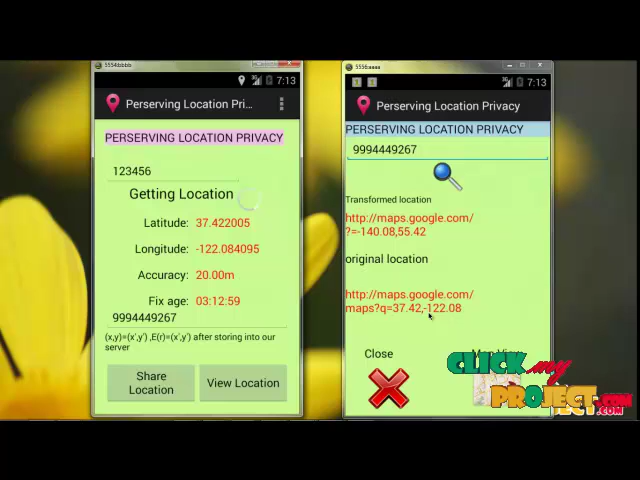 5554:bbbb
7:13
Perserving Location Pri...
PERSERVING LOCATION PRIVACY
123456
Getting Location
Latitude: 37.422005
Longitude: -122.084095
Accuracy: 20.00m
Fix age: 03:12:59
9994449267
(x,y)=(x',y') ,E(r)=(x',y') after storing into our
server
Share
Location
View Location
5556:aaaa
7:13
Perserving Location Privacy
PERSERVING LOCATION PRIVACY
9994449267
Transformed location
http://maps.google.com/
?=-140.08,55.42
original location
http://maps.google.com/
maps?q=37.42,-122.08
Close
CLICK my
PROJECT.COM